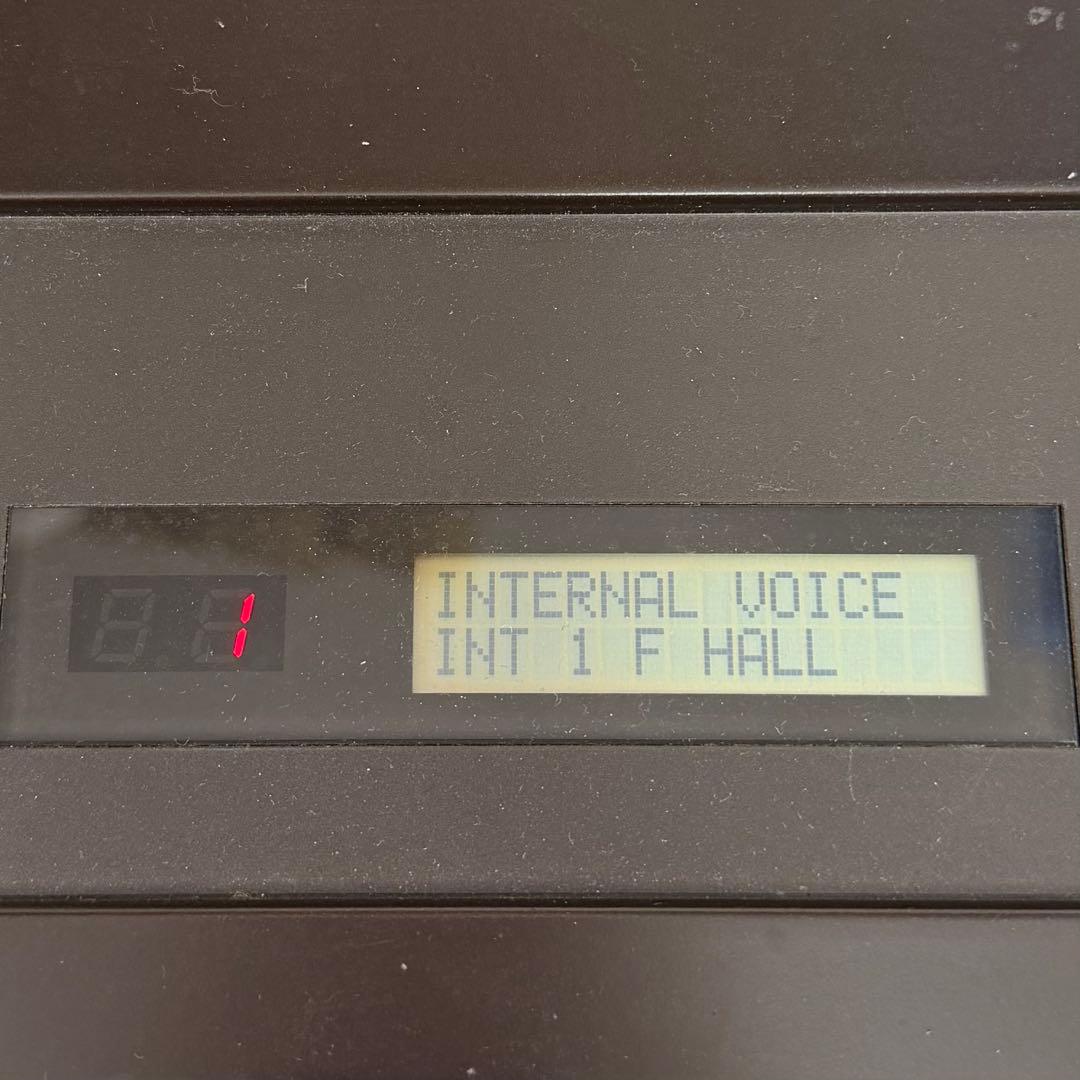 1
INTERNAL VOICE
INT 1 F HALL